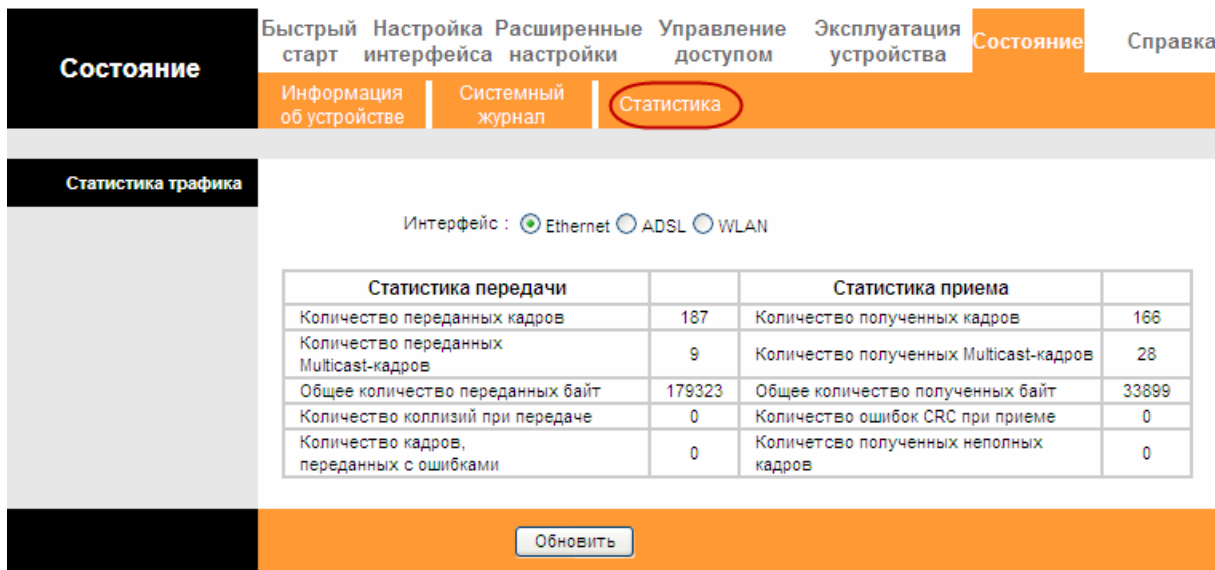 Состояние
Быстрый старт
Настройка интерфейса
Расширенные настройки
Управление доступом
Эксплуатация устройства
Состояние
Справка
Информация об устройстве
Системный журнал
Статистика
Статистика трафика
Интерфейс : Ethernet ADSL WLAN
Статистика передачи Статистика приема
Количество переданных кадров 187 Количество полученных кадров 166
Количество переданных
Multicast-кадров 9 Количество полученных Multicast-кадров 28
Общее количество переданных байт 179323 Общее количество полученных байт 33899
Количество коллизий при передаче 0 Количество ошибок CRC при приеме 0
Количество кадров,
переданных с ошибками 0 Количетсво полученных неполных
кадров 0
Обновить